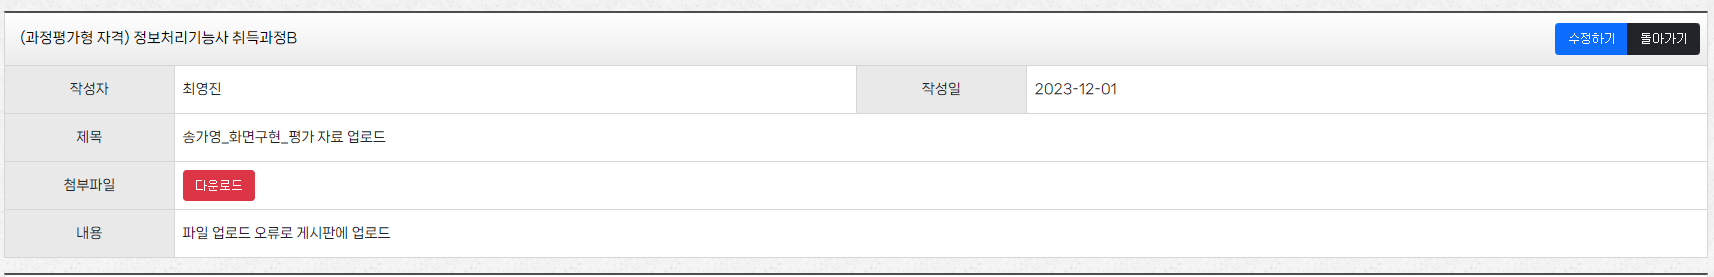 (과정평가형 자격) 정보처리기능사 취득과정B 수정하기 돌아가기
작성자 최영진 작성일 2023-12-01
제목 송가영_화면구현_평가 자료 업로드
첨부파일 다운로드
내용 파일 업로드 오류로 게시판에 업로드